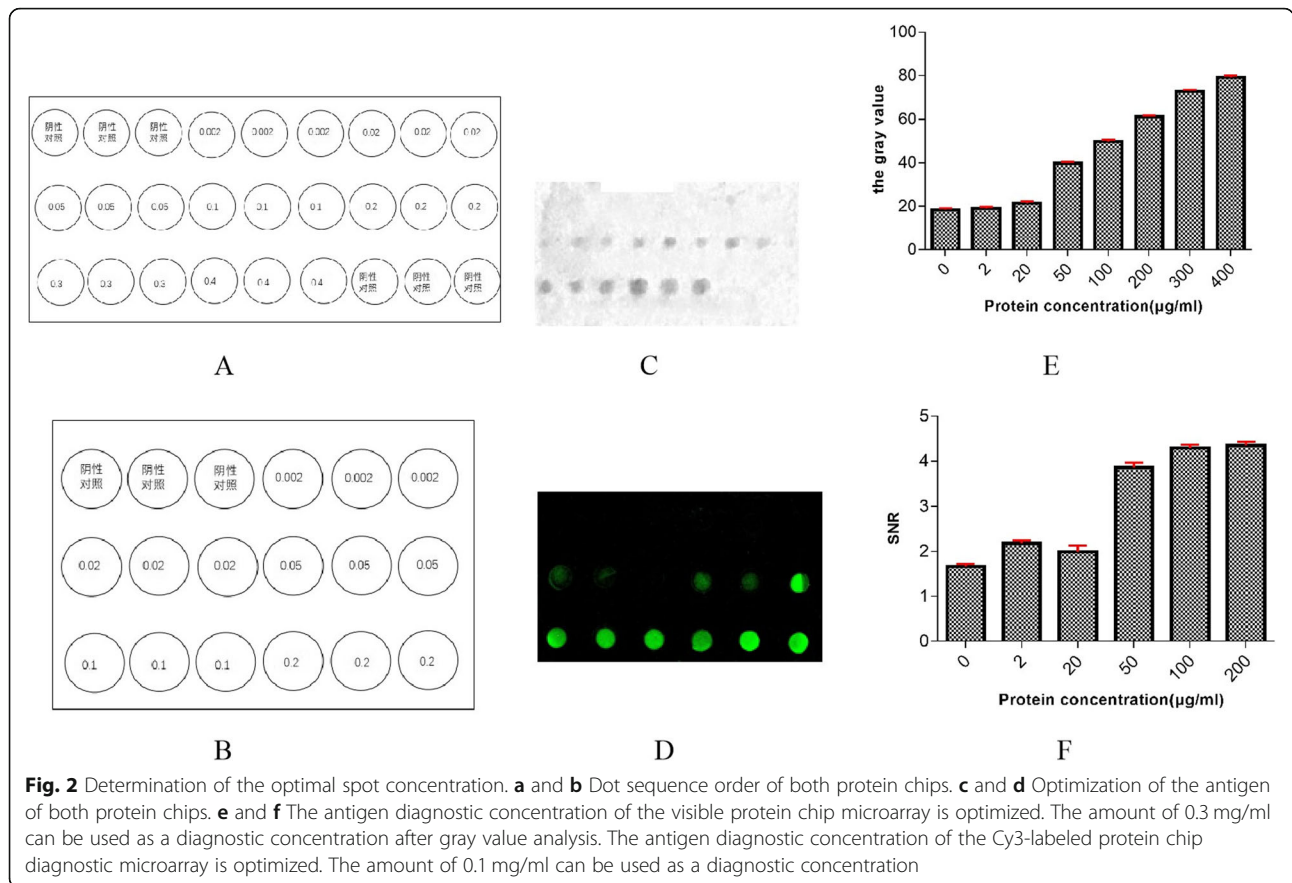 阴性 阴性 阴性 0.002 0.002 0.002 0.02 0.02 0.02
对照 对照 对照
0.05 0.05 0.05 0.1 0.1 0.1 0.2 0.2 0.2
0.3 0.3 0.3 0.4 0.4 0.4 阴性 阴性 阴性
对照 对照 对照
A
C
the gray value
100
80
60
40
20
0
0 2 20 50 100 200 300 400
Protein concentration(µg/ml)
E
阴性 阴性 阴性 0.002 0.002 0.002
对照 对照 对照
0.02 0.02 0.02 0.05 0.05 0.05
0.1 0.1 0.1 0.2 0.2 0.2
B
D
SNR
5
4
3
2
1
0
0 2 20 50 100 200
Protein concentration(µg/ml)
F
Fig. 2 Determination of the optimal spot concentration. a and b Dot sequence order of both protein chips. c and d Optimization of the antigen
of both protein chips. e and f The antigen diagnostic concentration of the visible protein chip microarray is optimized. The amount of 0.3 mg/ml
can be used as a diagnostic concentration after gray value analysis. The antigen diagnostic concentration of the Cy3-labeled protein chip
diagnostic microarray is optimized. The amount of 0.1 mg/ml can be used as a diagnostic concentration